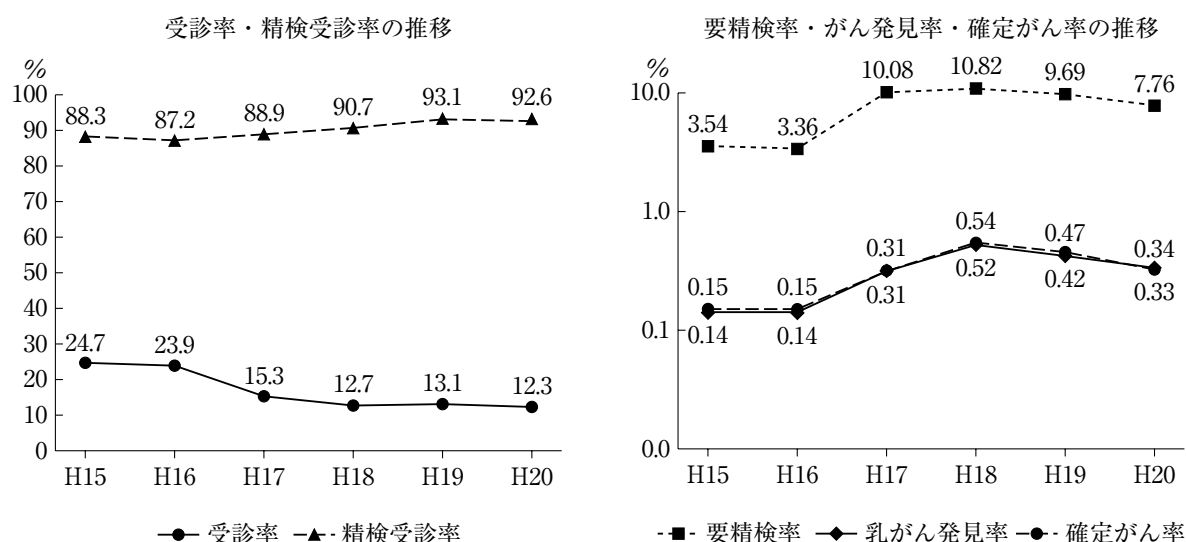 受診率・精検受診率の推移
%
100
90
80
70
60
50
40
30
20
10
0
88.3 87.2 88.9 90.7 93.1 92.6
24.7 23.9 15.3 12.7 13.1 12.3
H15 H16 H17 H18 H19 H20
受診率 精検受診率
要精検率・がん発見率・確定がん率の推移
%
10.0
1.0
0.1
0.0
3.54 3.36 10.08 10.82 9.69 7.76
0.15 0.15 0.31 0.54 0.47 0.34
0.14 0.14 0.31 0.52 0.42 0.33
H15 H16 H17 H18 H19 H20
要精検率 乳がん発見率 確定がん率